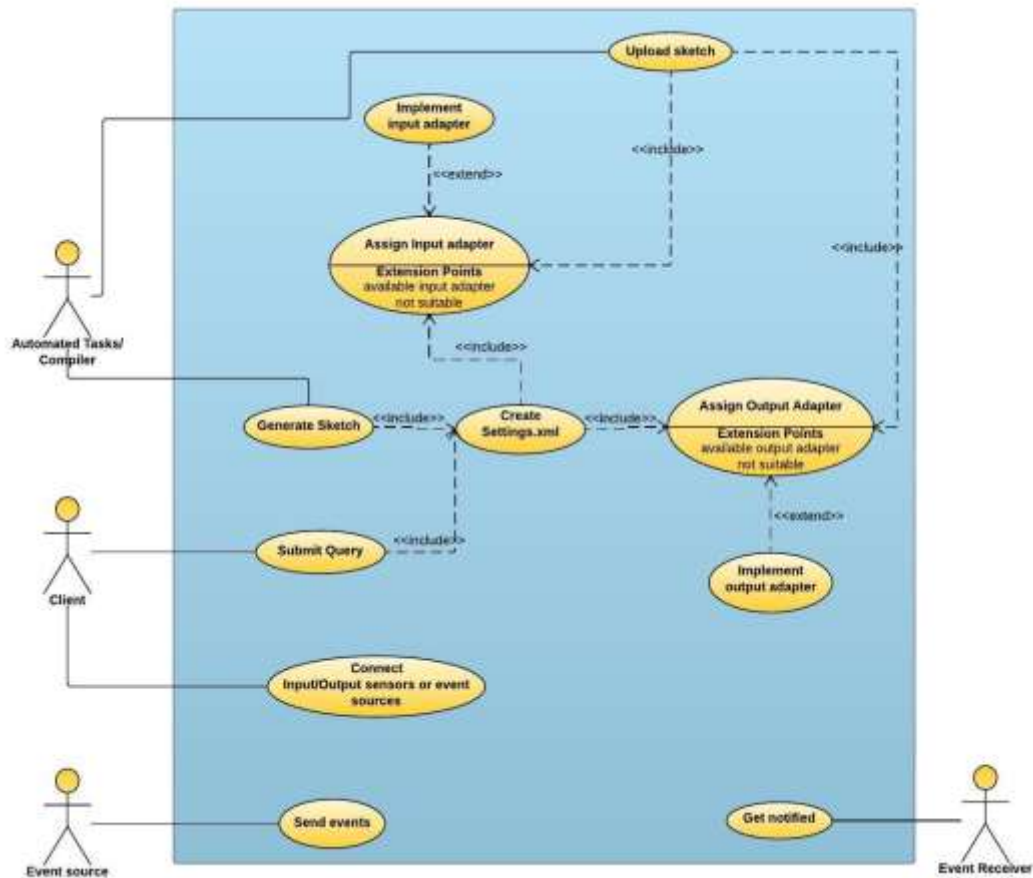 Upload sketch
Implement
input adapter
<<include>>
<<extend>>
Assign Input adapter
<<include>>
Extension Points
available input adapter
not suitable
Automated Tasks/
Compiler
<<include>>
Assign Output Adapter
Generate Sketch
<<include>>
Create
Settings.xml
<<include>>
Extension Points
available output adapter
not suitable
<<extend>>
Submit Query
<<include>>
Implement
output adapter
Client
Connect
Input/Output sensors or event
sources
Send events
Get notified
Event source
Event Receiver